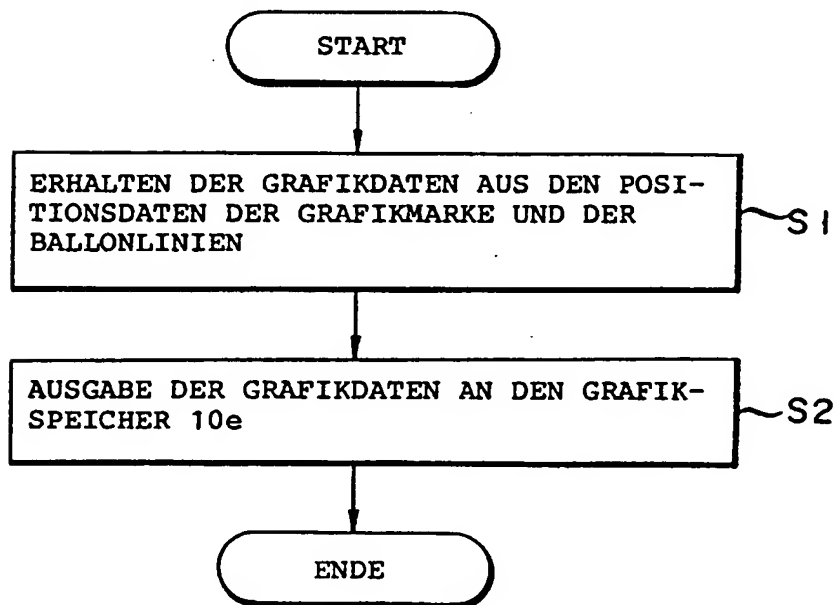 START
ERHALTEN DER GRAFIKDATEN AUS DEN POSI-
TIONSDATEN DER GRAFIKMARKE UND DER
BALLONLINIEN
S1
AUSGABE DER GRAFIKDATEN AN DEN GRAFIK-
SPEICHER 10e
S2
ENDE